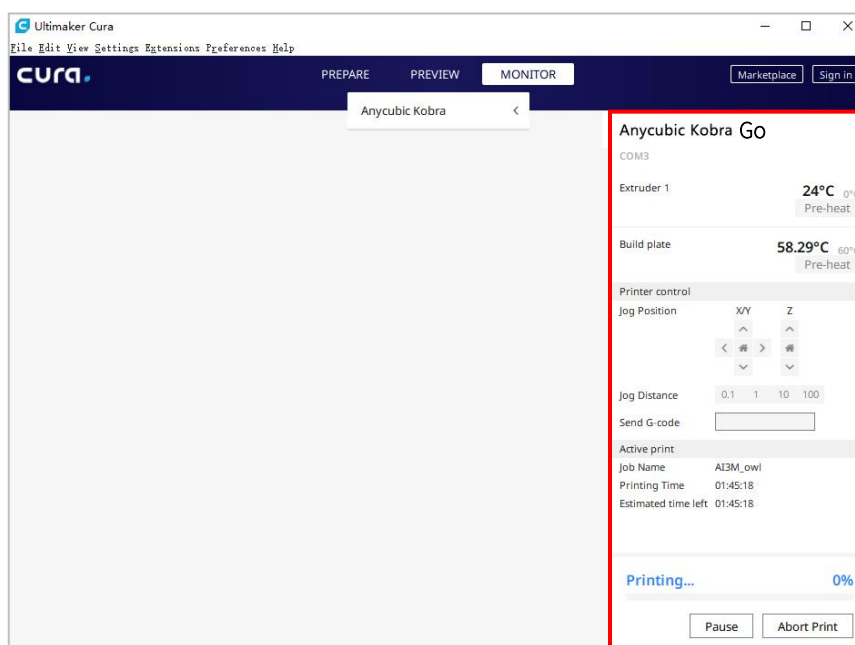 Ultimaker Cura
File Edit View Settings Extensions Preferences Help
cura.
PREPARE PREVIEW MONITOR
Marketplace Sign in
Anycubic Kobra
Anycubic Kobra Go
COM3
Extruder 1 24°C 0°
Pre-heat
Build plate 58.29°C 60°
Pre-heat
Printer control
Jog Position X/Y Z
Jog Distance 0.1 1 10 100
Send G-code
Active print
Job Name AI3M_owl
Printing Time 01:45:18
Estimated time left 01:45:18
Printing... 0%
Pause Abort Print